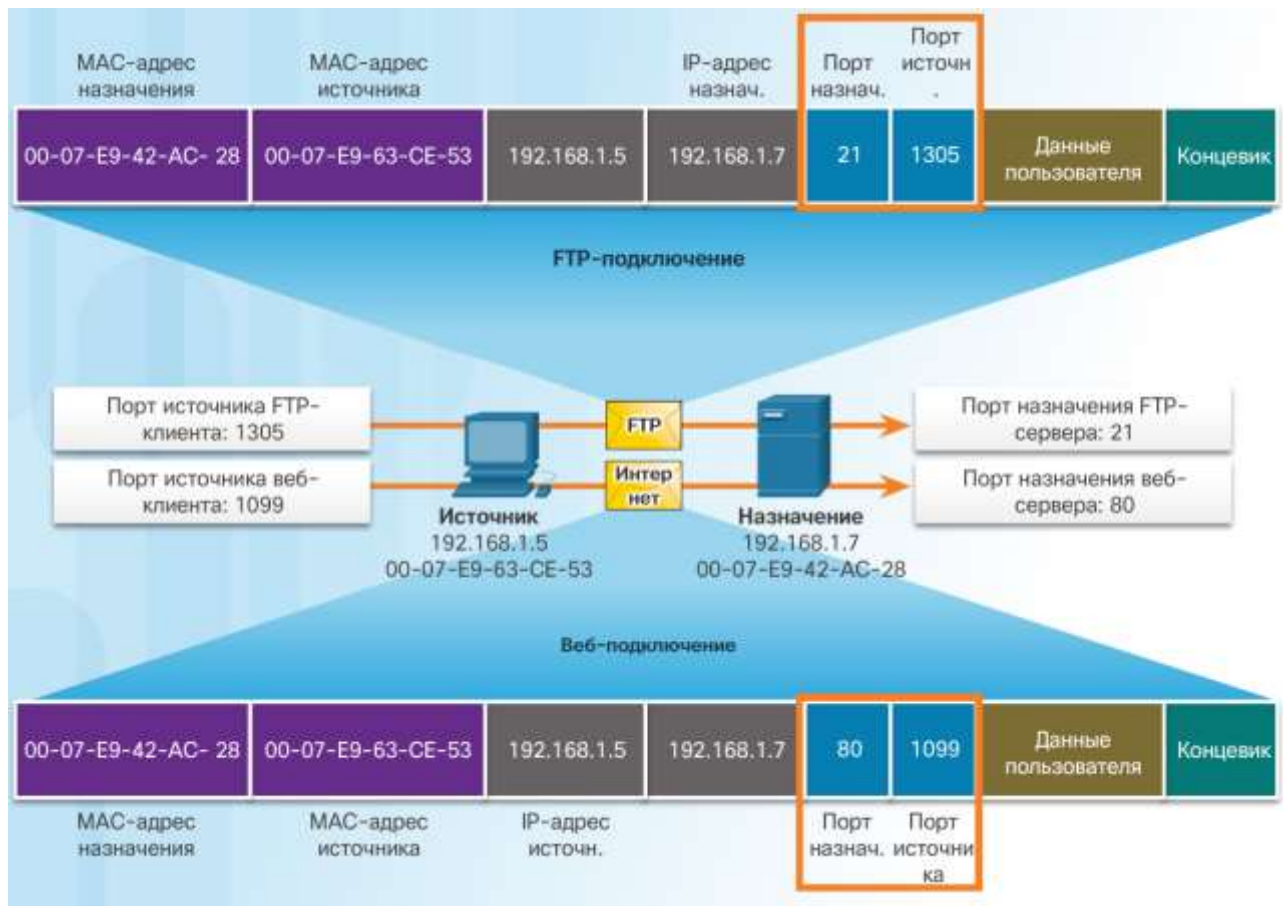 MAC-адрес назначения
MAC-адрес источника
IP-адрес назнач.
Порт назнач.
Порт источн.
00-07-E9-42-AC- 28
00-07-E9-63-CE-53
192.168.1.5
192.168.1.7
21
1305
Данные пользователя
Концевик
FTP-подключение
Порт источника FTP-
клиента: 1305
FTP
Порт назначения FTP-
сервера: 21
Порт источника веб-
клиента: 1099
Интер
нет
Порт назначения веб-
сервера: 80
Источник
192.168.1.5
00-07-E9-63-CE-53
Назначение
192.168.1.7
00-07-E9-42-AC-28
Веб-подключение
00-07-E9-42-AC- 28
00-07-E9-63-CE-53
192.168.1.5
192.168.1.7
80
1099
Данные пользователя
Концевик
MAC-адрес назначения
MAC-адрес источника
IP-адрес источн.
Порт назнач.
Порт источни
ка